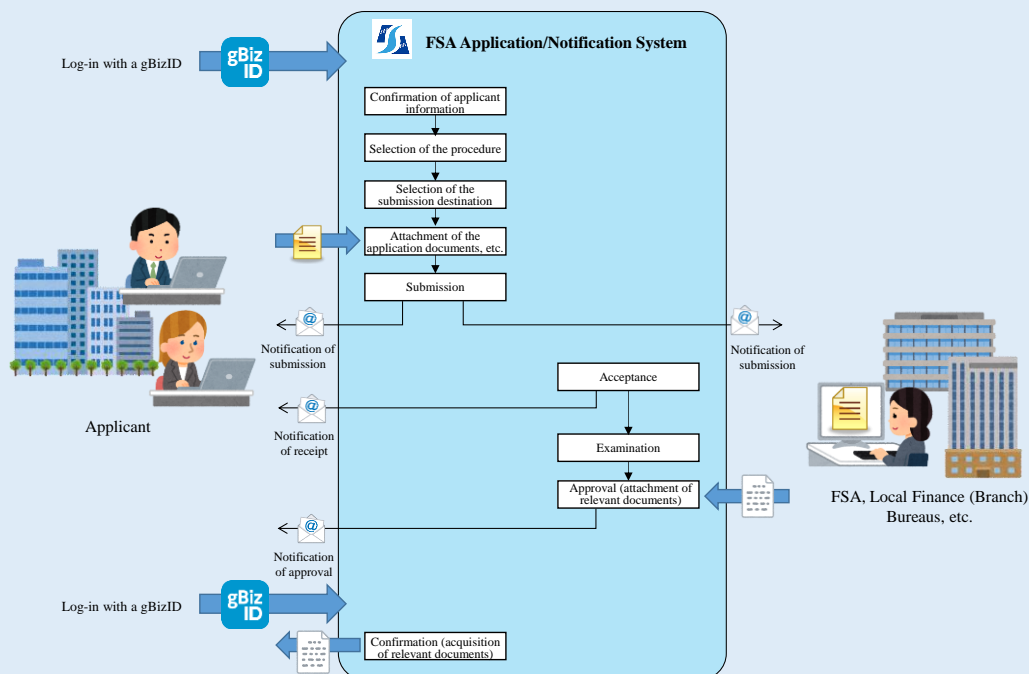 FSA Application/Notification System
Log-in with a gBizID
gBiz
ID
Confirmation of applicant
information
Selection of the procedure
Selection of the
submission destination
Attachment of the
application documents, etc.
Submission
@
@
Notification of
submission
Notification of
submission
Applicant
Acceptance
@
Notification
of receipt
Examination
Approval (attachment of
relevant documents)
FSA, Local Finance (Branch)
Bureaus, etc.
@
Notification
of approval
Log-in with a gBizID
gBiz
ID
Confirmation (acquisition
of relevant documents)